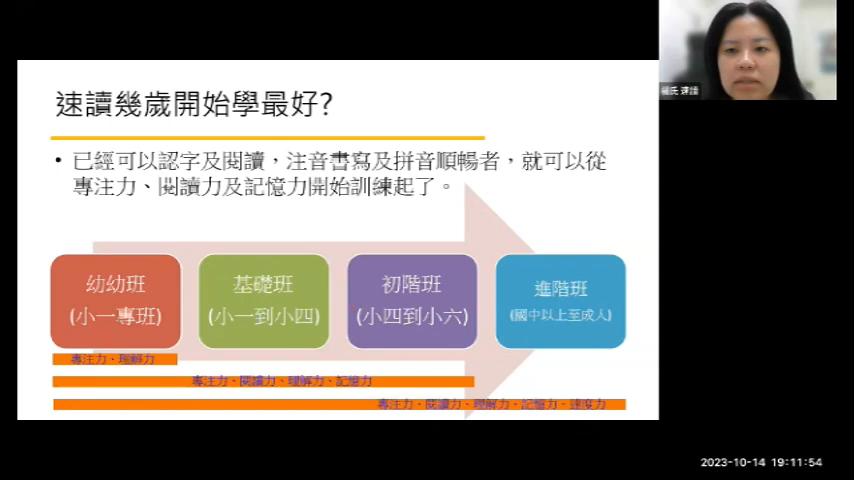 速讀幾歲開始學最好?
• 已經可以認字及閱讀，注音書寫及拼音順暢者，就可以從
專注力、閱讀力及記憶力開始訓練起了。
幼幼班
(小一專班)
基礎班
(小一到小四)
初階班
(小四到小六)
進階班
(國中以上至成人)
專注力、理解力
專注力、閱讀力、理解力、記憶力
專注力、閱讀力、理解力、記憶力、速度力
楊氏 速讀
2023-10-14 19:11:54